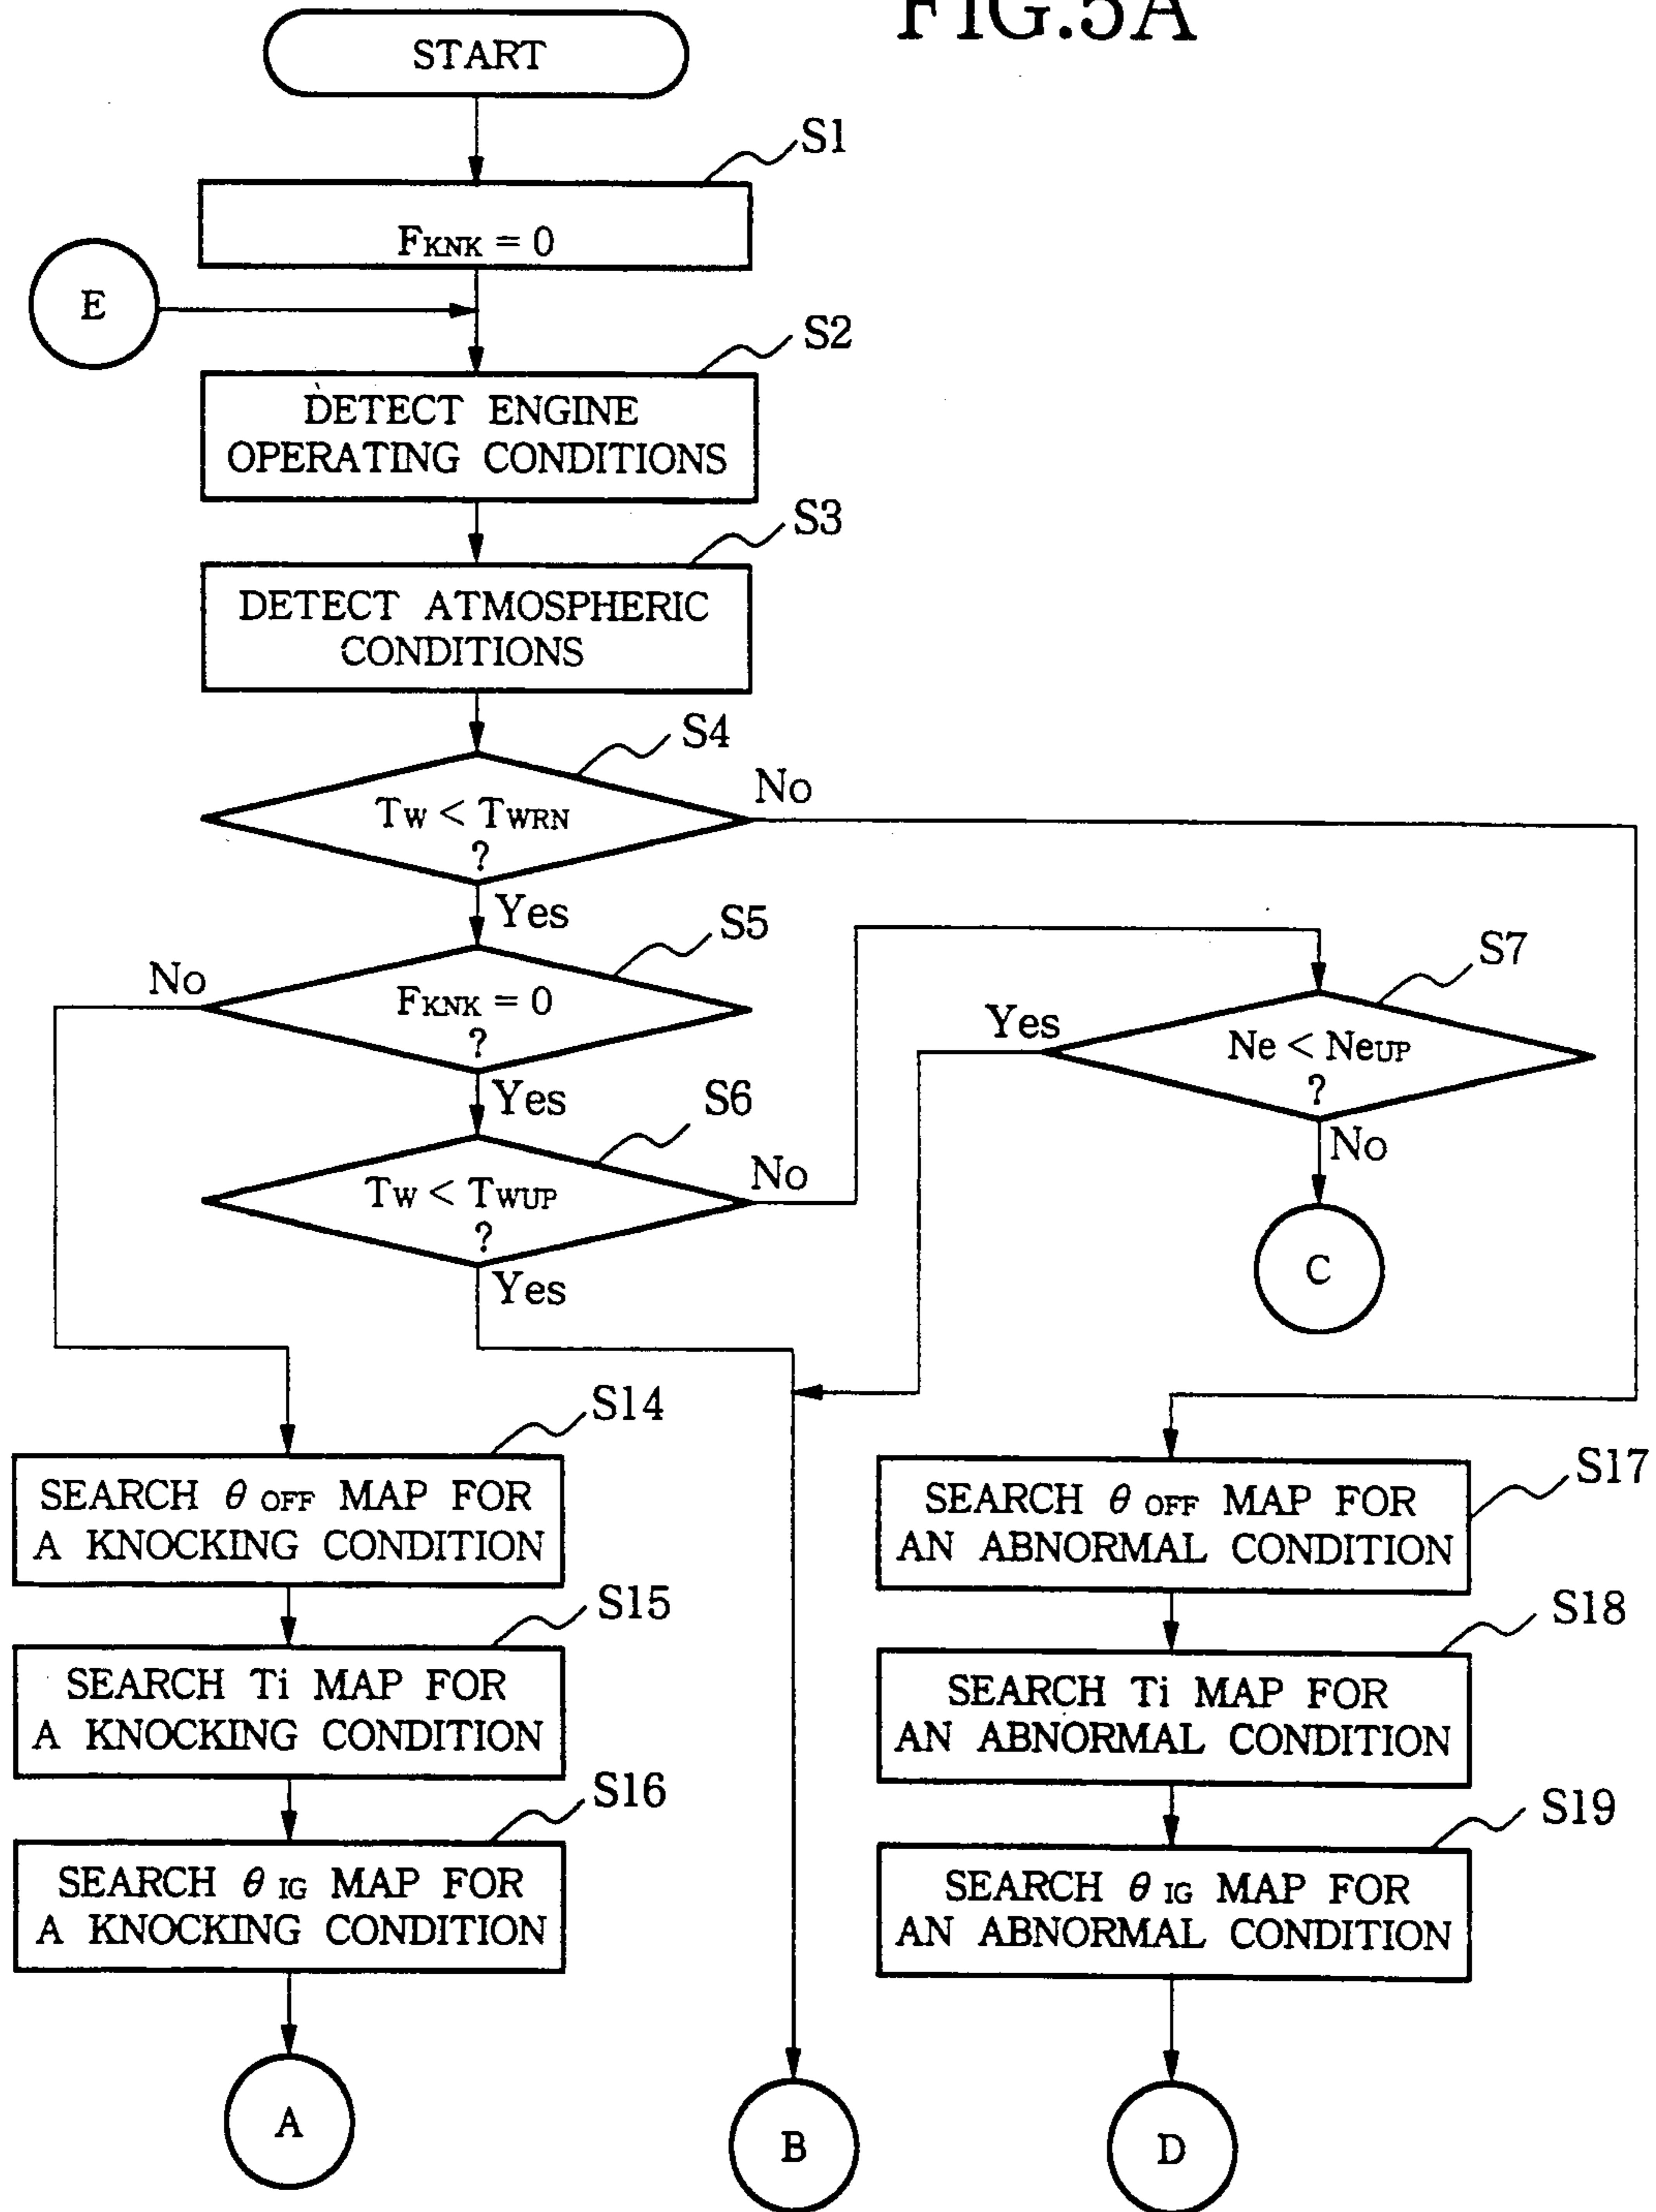 FIG.5A
START
S1
FKNK = 0
E
S2
DETECT ENGINE
OPERATING CONDITIONS
S3
DETECT ATMOSPHERIC
CONDITIONS
S4
TW < TWRN
?
No
Yes
S5
FKNK = 0
?
No
Yes
S6
TW < TWUP
?
No
Yes
S7
Ne < NeUP
?
Yes
No
C
S14
SEARCH θ OFF MAP FOR
A KNOCKING CONDITION
S15
SEARCH Ti MAP FOR
A KNOCKING CONDITION
S16
SEARCH θ IG MAP FOR
A KNOCKING CONDITION
A
B
S17
SEARCH θ OFF MAP FOR
AN ABNORMAL CONDITION
S18
SEARCH Ti MAP FOR
AN ABNORMAL CONDITION
S19
SEARCH θ IG MAP FOR
AN ABNORMAL CONDITION
D